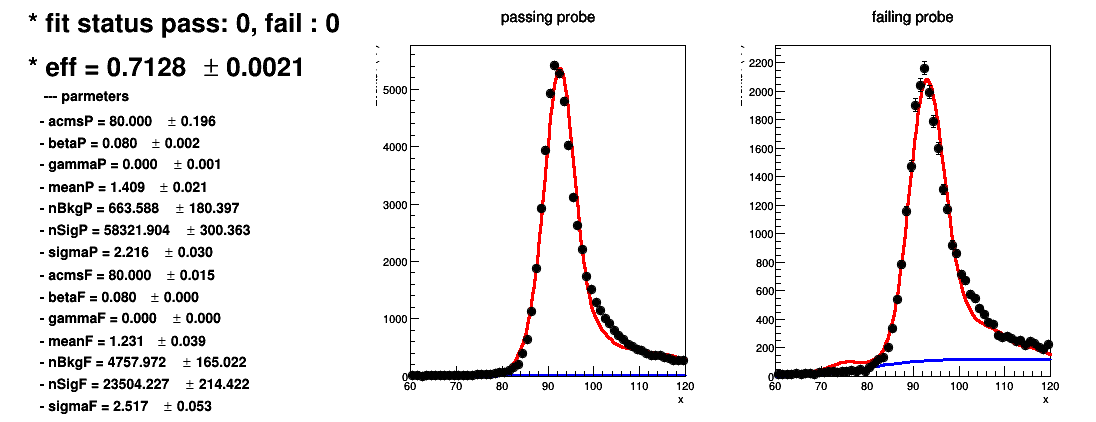 * fit status pass: 0, fail : 0
* eff = 0.7128 ± 0.0021
--- parmeters
- acmsP = 80.000 ± 0.196
- betaP = 0.080 ± 0.002
- gammaP = 0.000 ± 0.001
- meanP = 1.409 ± 0.021
- nBkgP = 663.588 ± 180.397
- nSigP = 58321.904 ± 300.363
- sigmaP = 2.216 ± 0.030
- acmsF = 80.000 ± 0.015
- betaF = 0.080 ± 0.000
- gammaF = 0.000 ± 0.000
- meanF = 1.231 ± 0.039
- nBkgF = 4757.972 ± 165.022
- nSigF = 23504.227 ± 214.422
- sigmaF = 2.517 ± 0.053
passing probe
5000
4000
3000
2000
1000
0
60 70 80 90 100 110 120
x
failing probe
2200
2000
1800
1600
1400
1200
1000
800
600
400
200
0
60 70 80 90 100 110 120
x